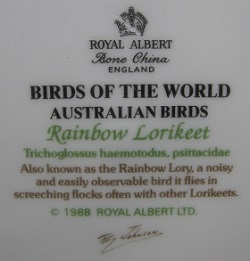 ROYAL ALBERT
Bone China
ENGLAND
BIRDS OF THE WORLD
AUSTRALIAN BIRDS
Rainbow Lorikeet
Trichoglossus haemotodus, psittacidae
Also known as the Rainbow Lory, a noisy
and easily observable bird it flies in
screeching flocks often with other Lorikeets.
© 1988 ROYAL ALBERT LTD.